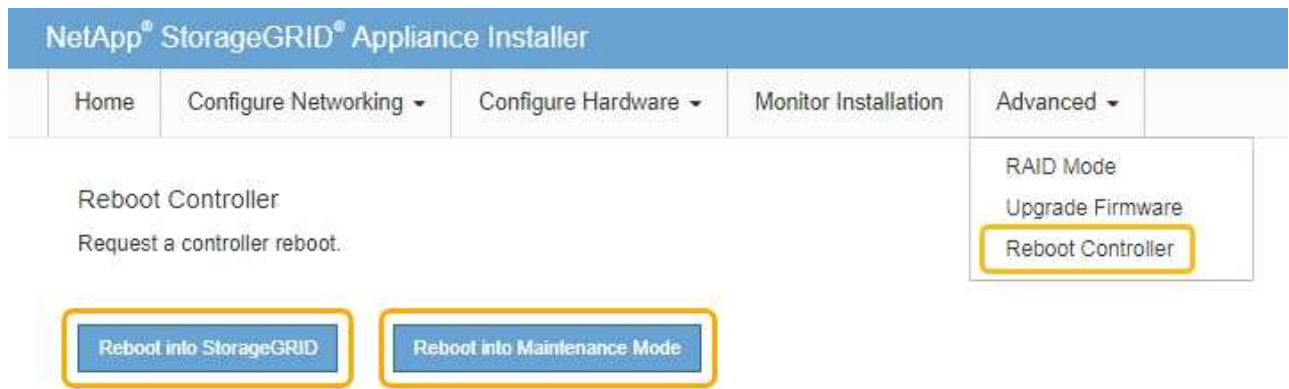 NetApp® StorageGRID® Appliance Installer
Home Configure Networking Configure Hardware Monitor Installation Advanced
RAID Mode
Upgrade Firmware
Reboot Controller
Reboot Controller
Request a controller reboot.
Reboot into StorageGRID Reboot into Maintenance Mode